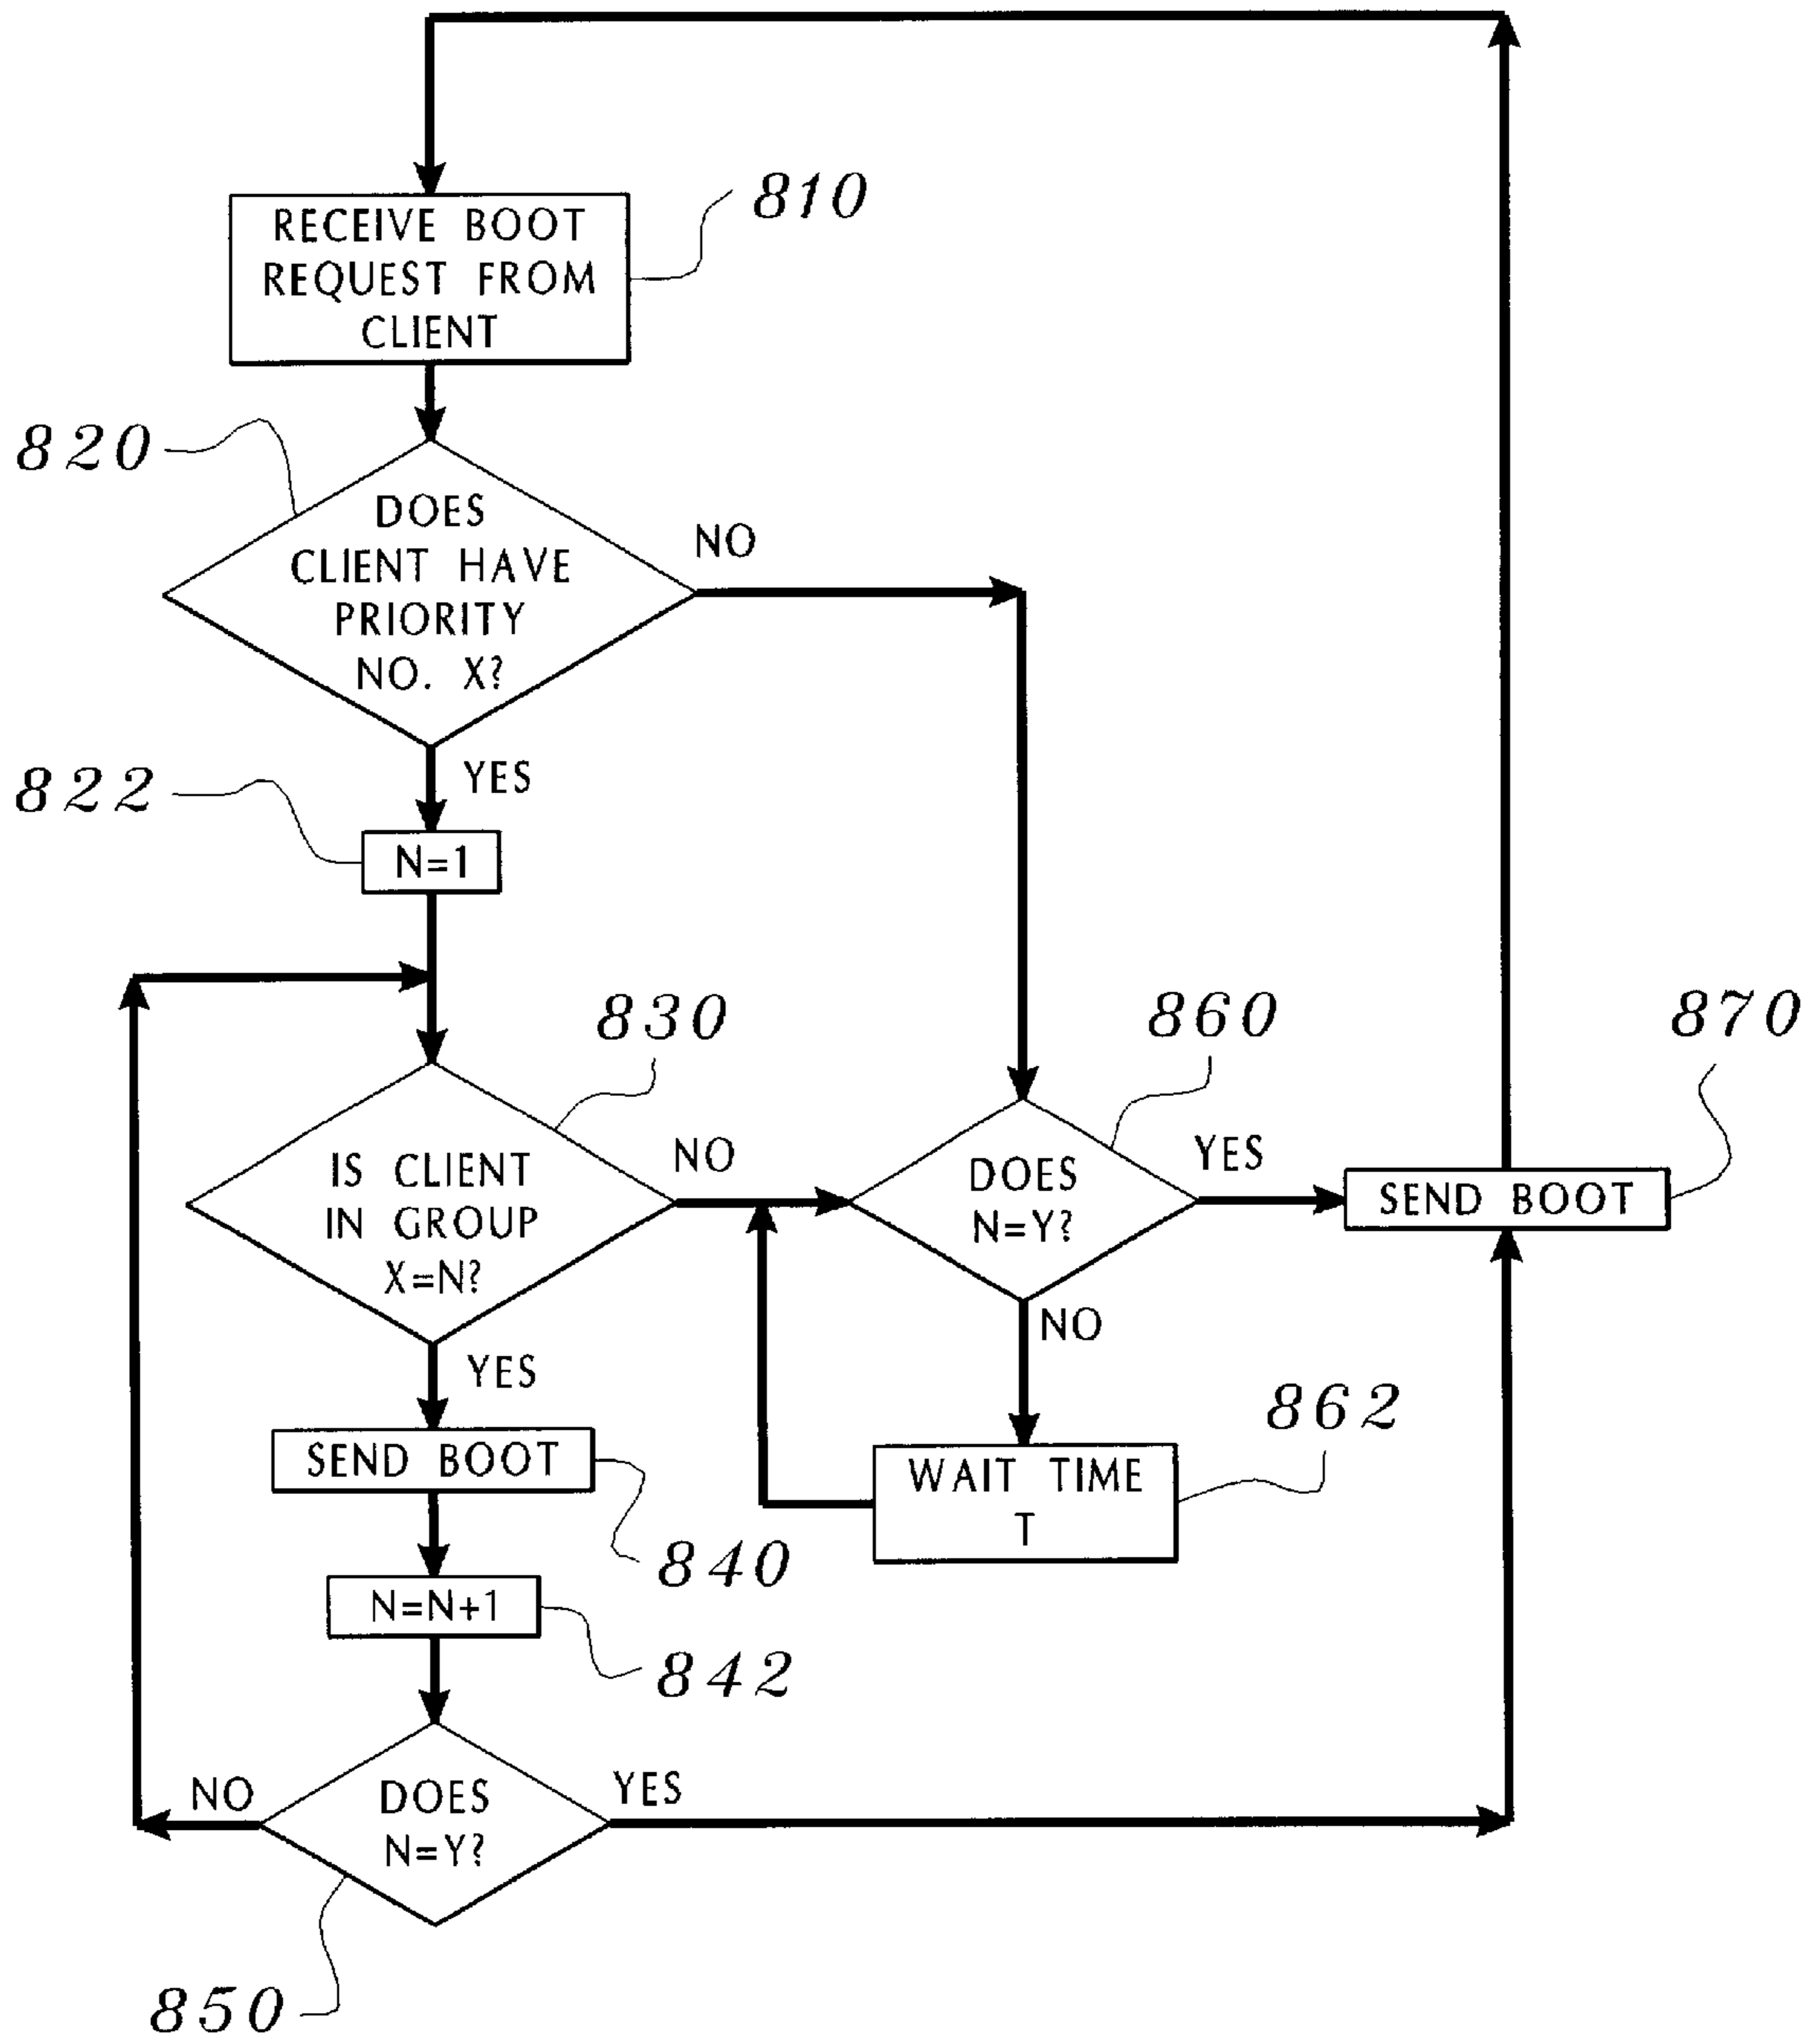 RECEIVE BOOT
REQUEST FROM
CLIENT
810
820
DOES
CLIENT HAVE
PRIORITY
NO. X?
NO
YES
822
N=1
830
860
870
IS CLIENT
IN GROUP
X=N?
NO
DOES
N=Y?
YES
SEND BOOT
NO
YES
SEND BOOT
840
862
WAIT TIME
T
N=N+1
842
NO
DOES
N=Y?
YES
850